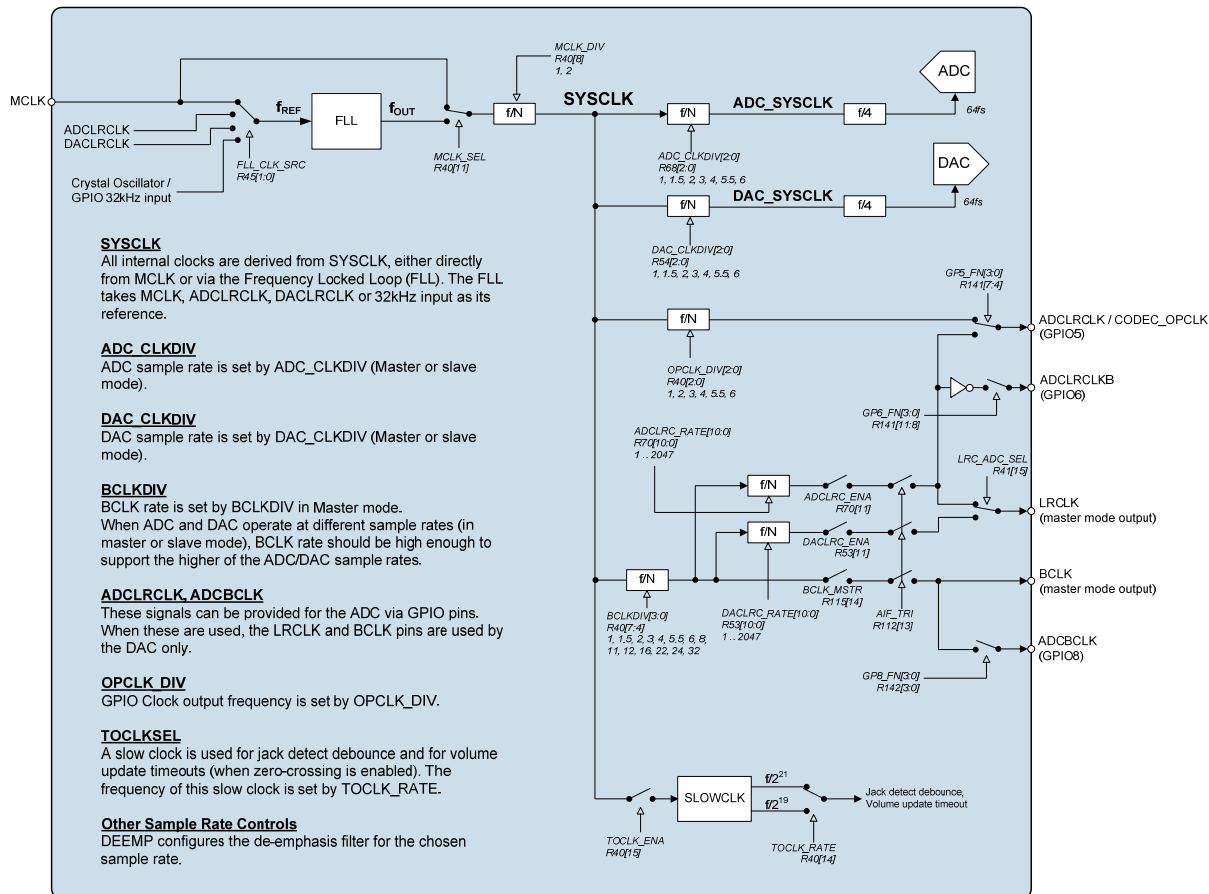 MCLK_DIV
R40[8]
1, 2
MCLK
ADCLRCLK
DACLRCLK
Crystal Oscillator /
GPIO 32kHz input
FLL_CLK_SRC
R45[1:0]
fREF
FLL
fOUT
MCLK_SEL
R40[11]
f/N
SYSCLK
f/N
ADC_SYSCLK
f/4
ADC
64fs
ADC_CLKDIV[2:0]
R68[2:0]
1, 1.5, 2, 3, 4, 5.5, 6
f/N
DAC_SYSCLK
f/4
DAC
64fs
DAC_CLKDIV[2:0]
R54[2:0]
1, 1.5, 2, 3, 4, 5.5, 6
SYSCLK
All internal clocks are derived from SYSCLK, either directly
from MCLK or via the Frequency Locked Loop (FLL). The FLL
takes MCLK, ADCLRCLK, DACLRCLK or 32kHz input as its
reference.
ADC_CLKDIV
ADC sample rate is set by ADC_CLKDIV (Master or slave
mode).
DAC_CLKDIV
DAC sample rate is set by DAC_CLKDIV (Master or slave
mode).
BCLKDIV
BCLK rate is set by BCLKDIV in Master mode.
When ADC and DAC operate at different sample rates (in
master or slave mode), BCLK rate should be high enough to
support the higher of the ADC/DAC sample rates.
ADCLRCLK, ADCBCLK
These signals can be provided for the ADC via GPIO pins.
When these are used, the LRCLK and BCLK pins are used by
the DAC only.
OPCLK_DIV
GPIO Clock output frequency is set by OPCLK_DIV.
TOCLKSEL
A slow clock is used for jack detect debounce and for volume
update timeouts (when zero-crossing is enabled). The
frequency of this slow clock is set by TOCLK_RATE.
Other Sample Rate Controls
DEEMP configures the de-emphasis filter for the chosen
sample rate.
f/N
OPCLK_DIV[2:0]
R40[2:0]
1, 2, 3, 4, 5.5, 6
GP5_FN[3:0]
R141[7:4]
ADCLRCLK / CODEC_OPCLK
(GPIO5)
ADCLRCLKB
(GPIO6)
GP6_FN[3:0]
R141[11:8]
ADCLRC_RATE[10:0]
R70[10:0]
1 .. 2047
f/N
ADCLRC_ENA
R70[11]
LRC_ADC_SEL
R41[15]
LRCLK
(master mode output)
f/N
DACLRC_ENA
R53[11]
f/N
BCLKDIV[3:0]
R40[7:4]
1, 1.5, 2, 3, 4, 5.5, 6, 8,
11, 12, 16, 22, 24, 32
DACLRC_RATE[10:0]
R53[10:0]
1 .. 2047
BCLK_MSTR
R115[14]
AIF_TRI
R112[13]
BCLK
(master mode output)
ADCBCLK
(GPIO8)
GP8_FN[3:0]
R142[3:0]
TOCLK_ENA
R40[15]
SLOWCLK
f/2^21
f/2^19
TOCLK_RATE
R40[14]
Jack detect debounce,
Volume update timeout